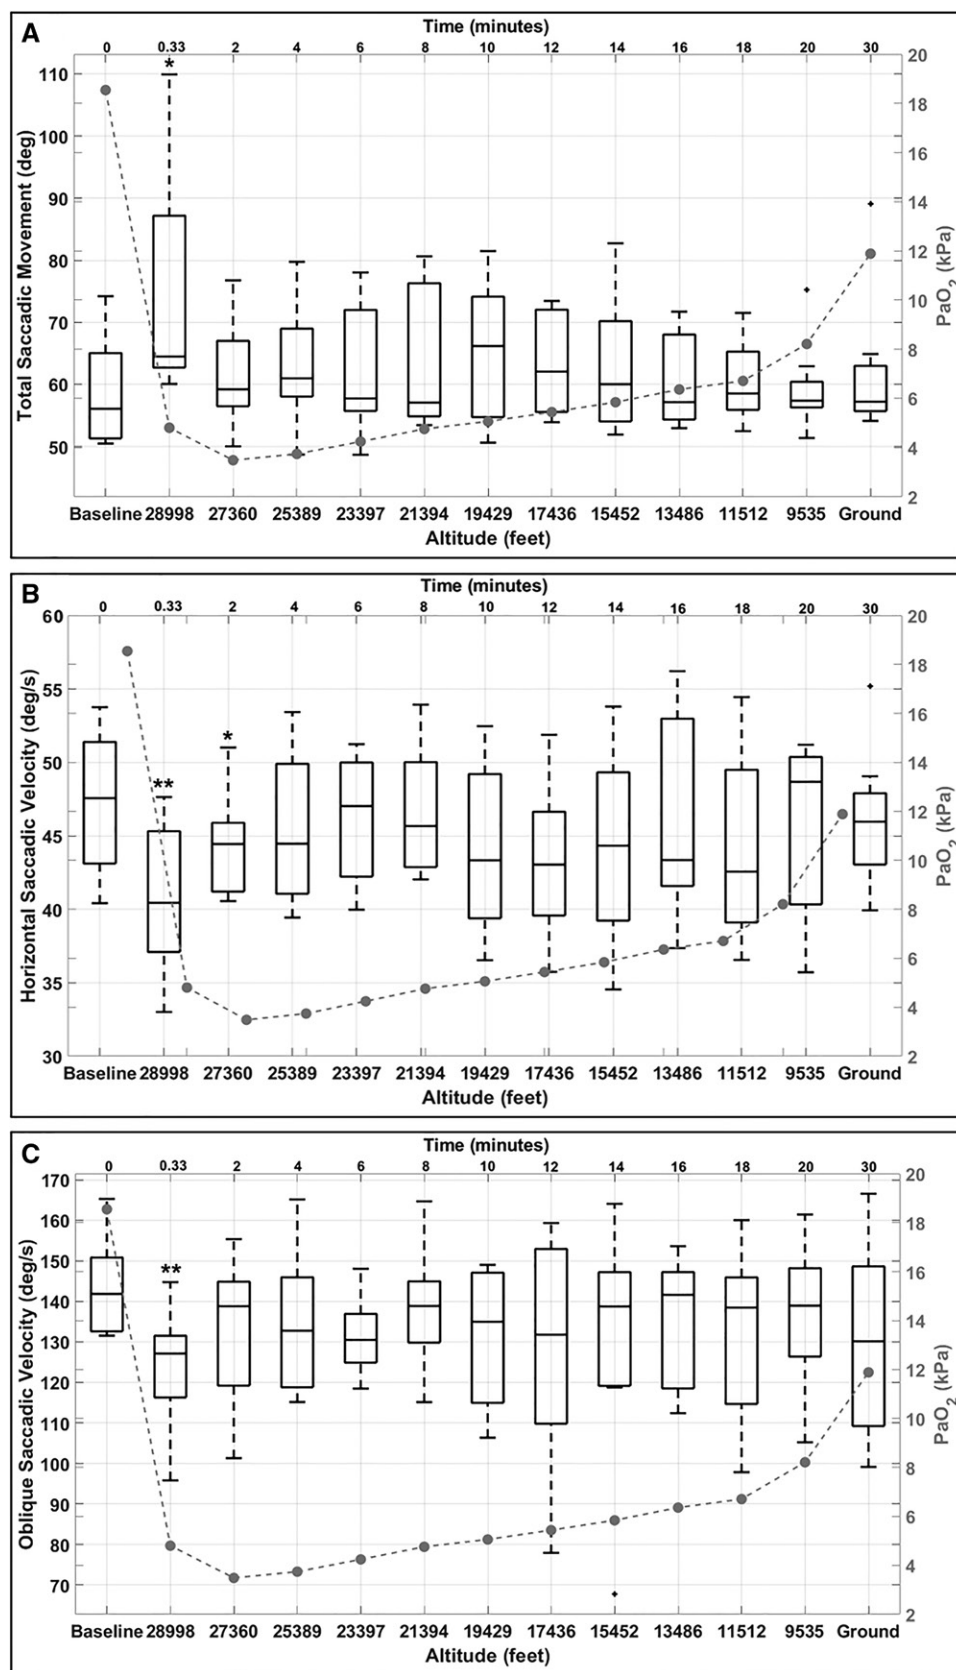 A
Time (minutes)
0 0.33 2 4 6 8 10 12 14 16 18 20 30
Total Saccadic Movement (deg)
110
100
90
80
70
60
50
*
20
18
16
14
12
10
8
6
4
2
PaO2 (kPa)
Baseline 28998 27360 25389 23397 21394 19429 17436 15452 13486 11512 9535 Ground
Altitude (feet)
B
Time (minutes)
0 0.33 2 4 6 8 10 12 14 16 18 20 30
Horizontal Saccadic Velocity (deg/s)
60
55
50
45
40
35
30
**
*
20
18
16
14
12
10
8
6
4
2
PaO2 (kPa)
Baseline 28998 27360 25389 23397 21394 19429 17436 15452 13486 11512 9535 Ground
Altitude (feet)
C
Time (minutes)
0 0.33 2 4 6 8 10 12 14 16 18 20 30
Oblique Saccadic Velocity (deg/s)
170
160
150
140
130
120
110
100
90
80
70
**
20
18
16
14
12
10
8
6
4
2
PaO2 (kPa)
Baseline 28998 27360 25389 23397 21394 19429 17436 15452 13486 11512 9535 Ground
Altitude (feet)